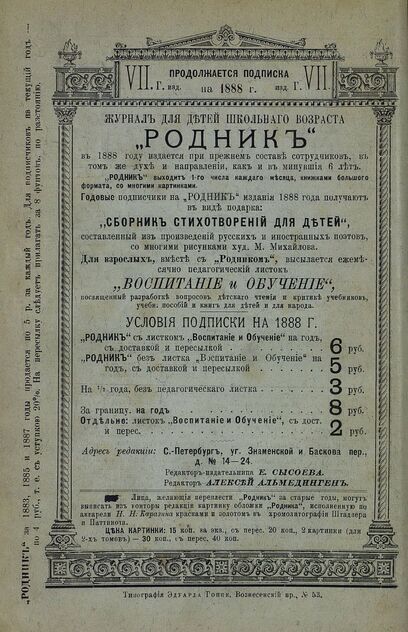 VII. Г. изд. ПРОДОЛЖАЕТСЯ ПОДПИСКА изд. Г. VII
на 1888 г.
ЖУРНАЛЪ ДЛЯ ДѢТЕЙ ШКОЛЬНАГО ВОЗРАСТА
„РОДНИКЪ“
въ 1888 году издается при прежнемъ составѣ сотрудниковъ, въ
томъ же духѣ и направленіи, какъ и въ минувшія 6 лѣтъ.
„РОДНИКЪ“ выходитъ 1-го числа каждаго мѣсяца, книжками большого
формата, со многими картинками.
Годовые подписчики на „РОДНИКЪ“ изданія 1888 года получаютъ
въ видѣ подарка:
„СБОРНИКЪ СТИХОТВОРЕНІЙ ДЛЯ ДѢТЕЙ“,
составленный изъ произведеній русскихъ и иностранныхъ поэтовъ,
со многими рисунками худ. М. Михайлова.
Для взрослыхъ, вмѣстѣ съ „Родникомъ“, высылается ежемѣ-
сячно педагогическій листокъ
„ВОСПИТАНІЕ и ОБУЧЕНІЕ“,
посвященный разработкѣ вопросовъ дѣтскаго чтенія и критикѣ учебниковъ,
учебн. пособій и книгъ для дѣтей и для народа.
УСЛОВІЯ ПОДПИСКИ НА 1888 Г.
„РОДНИКЪ“ съ листкомъ „Воспитаніе и Обученіе“ на годъ,
съ доставкой и пересылкой . . . . 6 руб.
„РОДНИКЪ“ безъ листка „Воспитаніе и Обученіе“ на
годъ, съ доставкой и пересылкой . . . . 5 руб.
На ½ года, безъ педагогическаго листка . . . . 3 руб.
За границу. на годъ . . . . 8 руб.
Отдѣльно: листокъ „Воспитаніе и Обученіе“, съ дост.
и перес. . . . . 2 руб.
Адресъ редакціи: С.-Петербургъ, уг. Знаменской и Баскова пер.,
д. № 14—24.
Редакторъ-издательница Е. СЫСОЕВА.
Редакторъ АЛЕКСѢЙ АЛЬМЕДИНГЕНЪ.
Лица, желающія переплести „Родникъ“ за старые годы, могутъ
выписать изъ конторы редакціи картинку обложки „Родника“, исполненную по
акварели Н. Н. Каразина красками и золотомъ въ хромолитографіи Штадлера
и Паттинота.
ЦѢНА КАРТИНКИ: 15 коп. за экз., съ перес. 20 коп., 2 картинки (для
2-хъ томовъ) — 30 коп., съ перес. 40 коп.
Типографія Эдуарда Гоппе, Вознесенскій пр., № 53.
„РОДНИКЪ“ за 1883, 1885 и 1887 годы продается по 5 р. за каждый годъ. Для подписчиковъ на текущій годъ —
по 4 руб., т. е. съ уступкою 20%. На пересылку слѣдуетъ прилагать за 8 фунтовъ, по разстоянію.